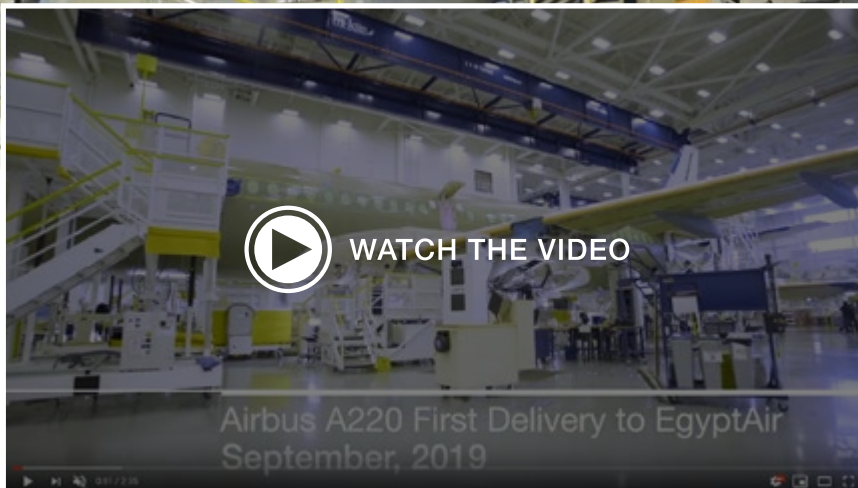 WATCH THE VIDEO
Airbus A220 First Delivery to EgyptAir
September, 2019